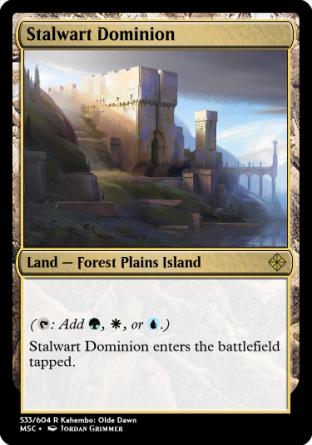 Stalwart Dominion
Land — Forest Plains Island
(: Add , , or .)
Stalwart Dominion enters the battlefield
tapped.
533/604 R Kahembo: Olde Dawn
MSC • Jordan Grimmer